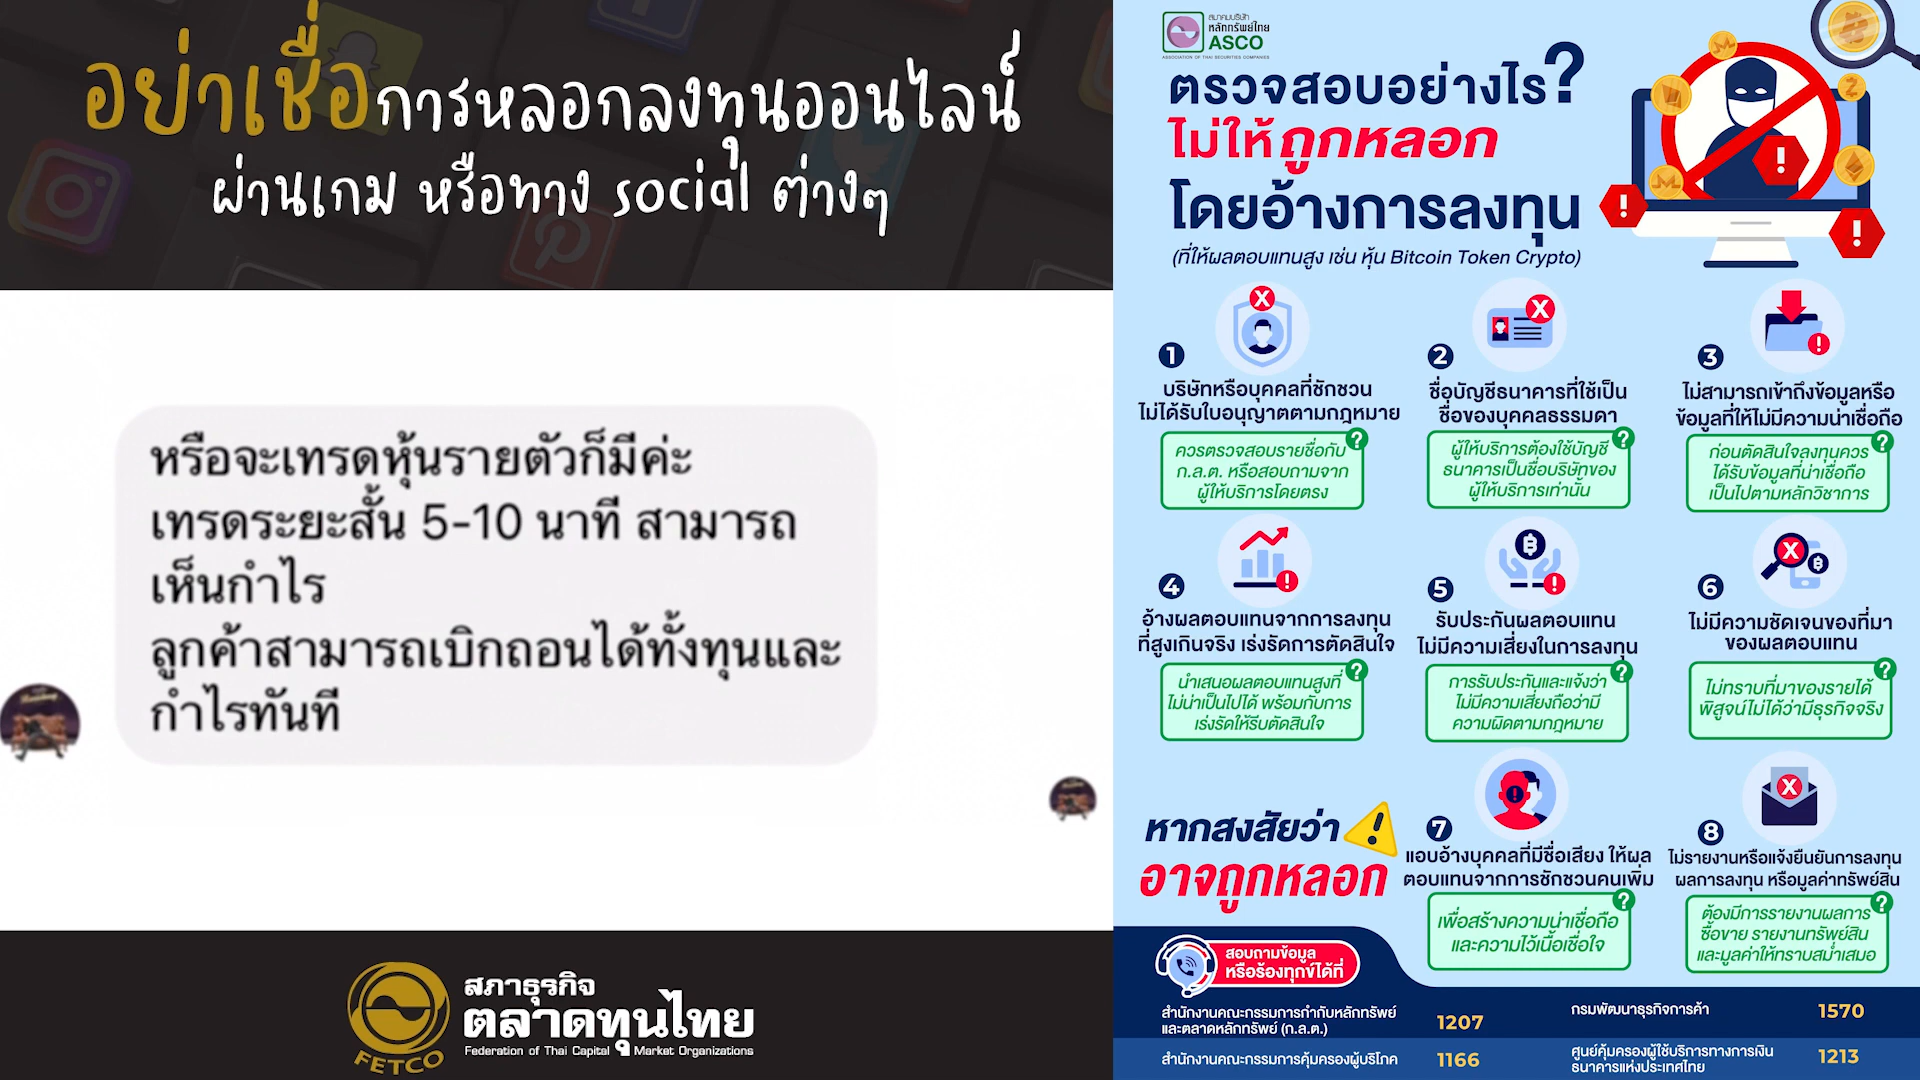 อย่าเชื่อการหลอกลงทุนออนไลน์
ผ่านเกม หรือทาง social ต่างๆ
หรือจะเทรดหุ้นรายตัวก็มีค่ะ
เทรดระยะสั้น 5-10 นาที สามารถ
เห็นกำไร
ลูกค้าสามารถเบิกถอนได้ทั้งทุนและ
กำไรทันที
FETCO
สภาธุรกิจ
ตลาดทุนไทย
Federation of Thai Capital Market Organizations
สมาคมบริษัท
หลักทรัพย์ไทย
ASCO
ASSOCIATION OF THAI SECURITIES COMPANIES
ตรวจสอบอย่างไร?
ไม่ให้ถูกหลอก
โดยอ้างการลงทุน
(ที่ให้ผลตอบแทนสูง เช่น หุ้น Bitcoin Token Crypto)
1
บริษัทหรือบุคคลที่ชักชวน
ไม่ได้รับใบอนุญาตตามกฎหมาย
ควรตรวจสอบรายชื่อกับ
ก.ล.ต. หรือสอบถามจาก
ผู้ให้บริการโดยตรง
2
ชื่อบัญชีธนาคารที่ใช้เป็น
ชื่อของบุคคลธรรมดา
ผู้ให้บริการต้องใช้บัญชี
ธนาคารเป็นชื่อบริษัทของ
ผู้ให้บริการเท่านั้น
3
ไม่สามารถเข้าถึงข้อมูลหรือ
ข้อมูลที่ให้ไม่มีความน่าเชื่อถือ
ก่อนตัดสินใจลงทุนควร
ได้รับข้อมูลที่น่าเชื่อถือ
เป็นไปตามหลักวิชาการ
4
อ้างผลตอบแทนจากการลงทุน
ที่สูงเกินจริง เร่งรัดการตัดสินใจ
นำเสนอผลตอบแทนสูงที่
ไม่น่าเป็นไปได้ พร้อมกับการ
เร่งรัดให้รีบตัดสินใจ
5
รับประกันผลตอบแทน
ไม่มีความเสี่ยงในการลงทุน
การรับประกันและแจ้งว่า
ไม่มีความเสี่ยงถือว่ามี
ความผิดตามกฎหมาย
6
ไม่มีความชัดเจนของที่มา
ของผลตอบแทน
ไม่ทราบที่มาของรายได้
พิสูจน์ไม่ได้ว่ามีธุรกิจจริง
หากสงสัยว่า
อาจถูกหลอก
7
แอบอ้างบุคคลที่มีชื่อเสียง ให้ผล
ตอบแทนจากการชักชวนคนเพิ่ม
เพื่อสร้างความน่าเชื่อถือ
และความไว้เนื้อเชื่อใจ
8
ไม่รายงานหรือแจ้งยืนยันการลงทุน
ผลการลงทุน หรือมูลค่าทรัพย์สิน
ต้องมีการรายงานผลการ
ซื้อขาย รายงานทรัพย์สิน
และมูลค่าให้ทราบสม่ำเสมอ
สอบถามข้อมูล
หรือร้องทุกข์ได้ที่
สำนักงานคณะกรรมการกำกับหลักทรัพย์
และตลาดหลักทรัพย์ (ก.ล.ต.) 1207
กรมพัฒนาธุรกิจการค้า 1570
สำนักงานคณะกรรมการคุ้มครองผู้บริโภค 1166
ศูนย์คุ้มครองผู้ใช้บริการทางการเงิน
ธนาคารแห่งประเทศไทย 1213